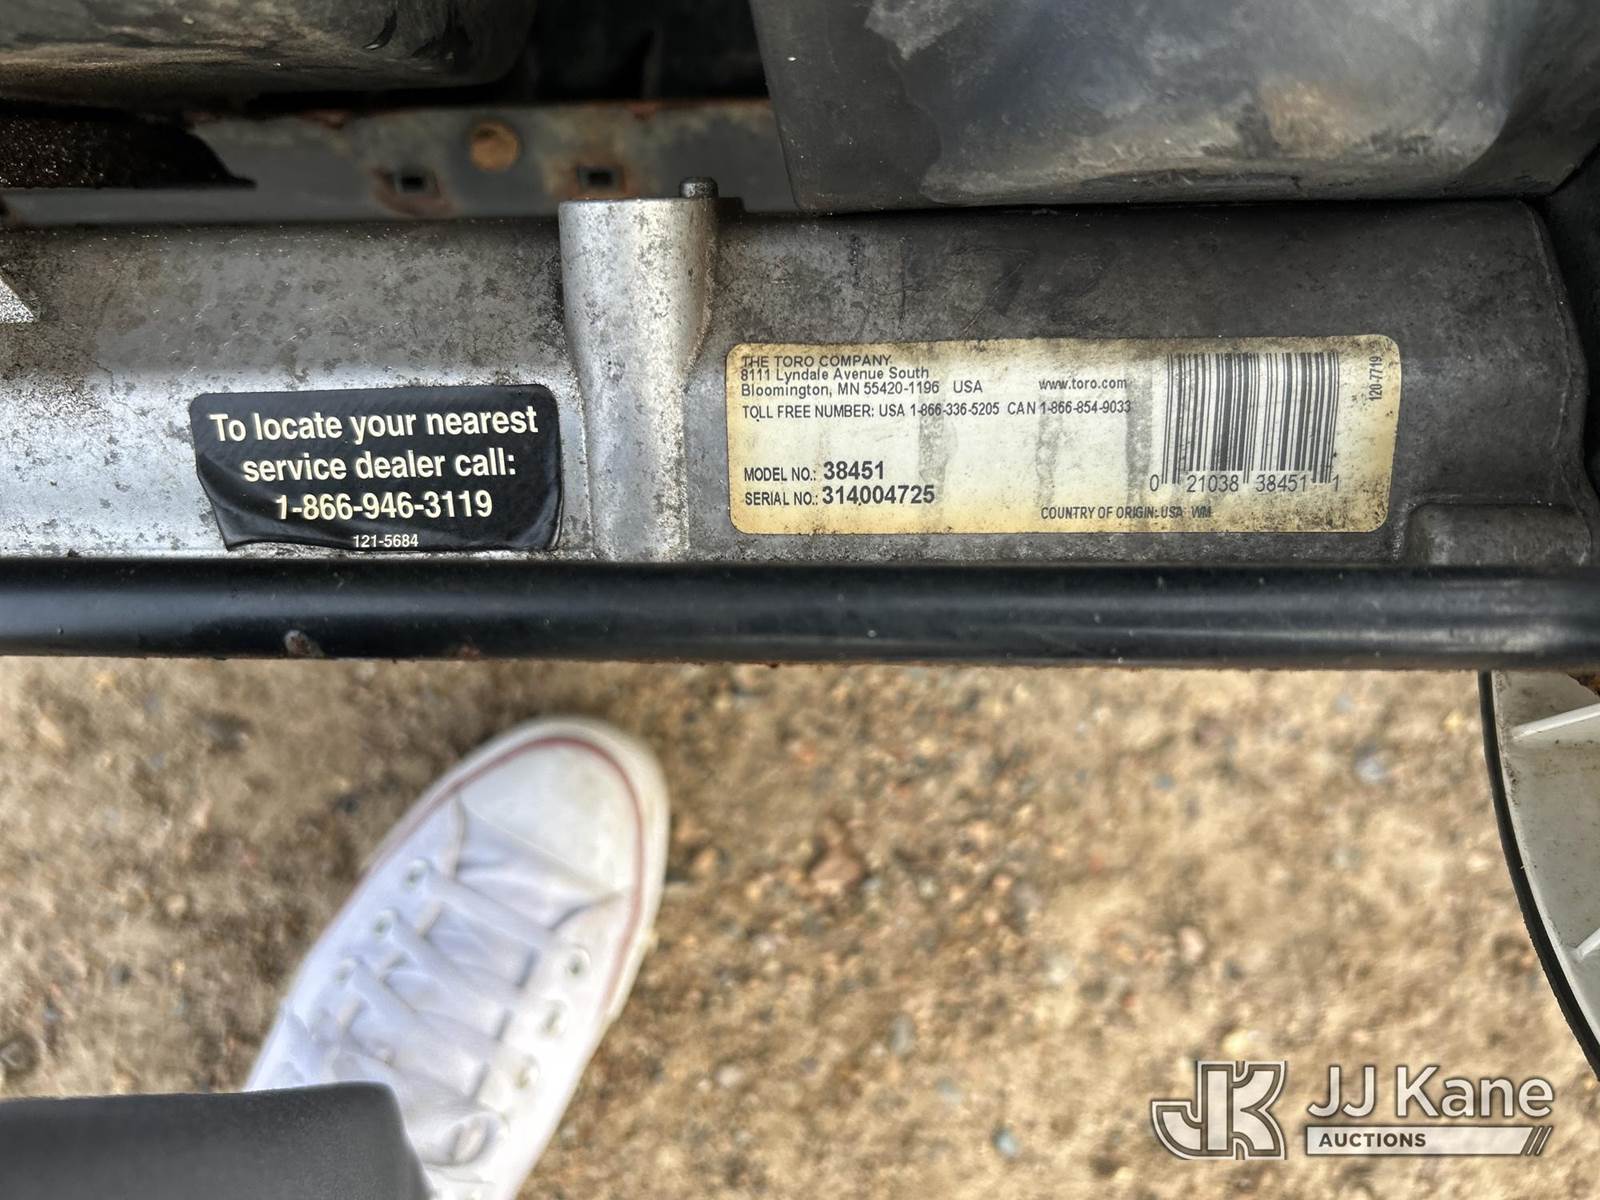 To locate your nearest
service dealer call:
1-866-946-3119
121-5684
THE TORO COMPANY
8111 Lyndale Avenue South
Bloomington, MN 55420-1196 USA
www.toro.com
TOLL FREE NUMBER: USA 1-866-336-5205 CAN 1-866-854-9033
MODEL NO.: 38451
SERIAL NO.: 314004725
0 21038 38451 1
COUNTRY OF ORIGIN: USA WM
120-7719
JK
JJ Kane
AUCTIONS